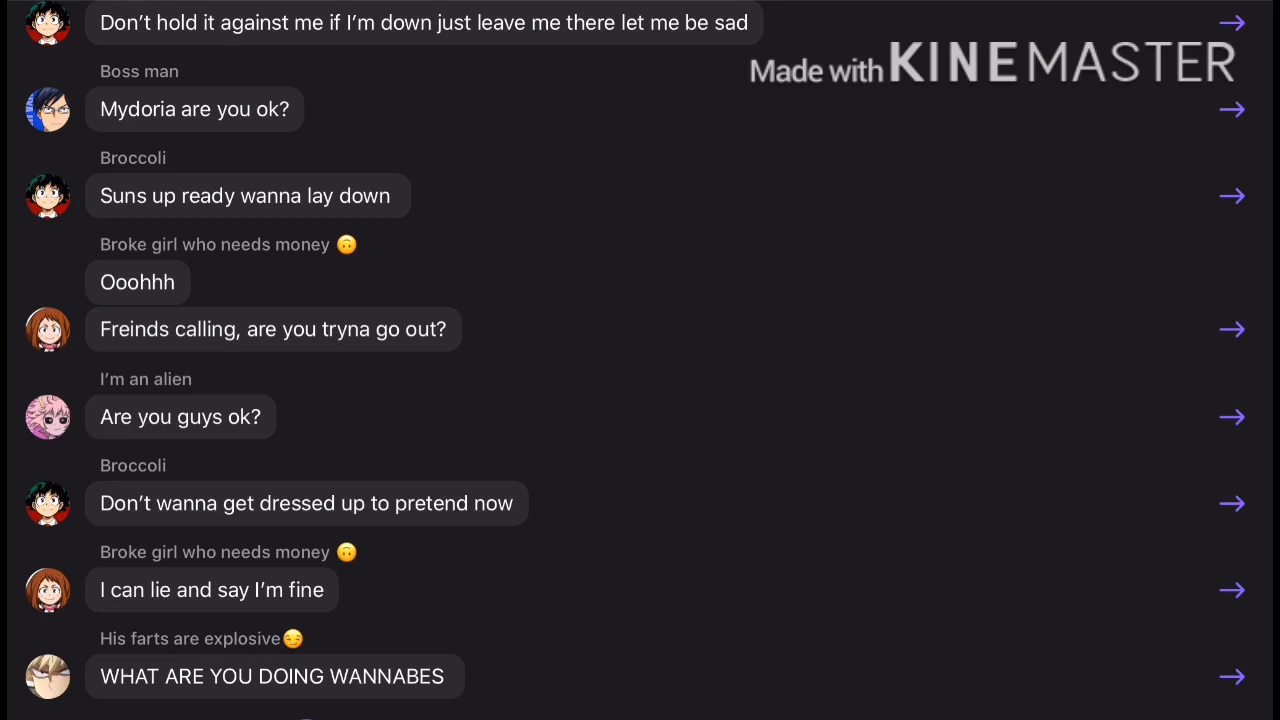 Don't hold it against me if I'm down just leave me there let me be sad
Made with KINEMASTER
Boss man
Mydoria are you ok?
Broccoli
Suns up ready wanna lay down
Broke girl who needs money 🙃
Ooohhh
Freinds calling, are you tryna go out?
I'm an alien
Are you guys ok?
Broccoli
Don't wanna get dressed up to pretend now
Broke girl who needs money 🙃
I can lie and say I'm fine
His farts are explosive😏
WHAT ARE YOU DOING WANNABES